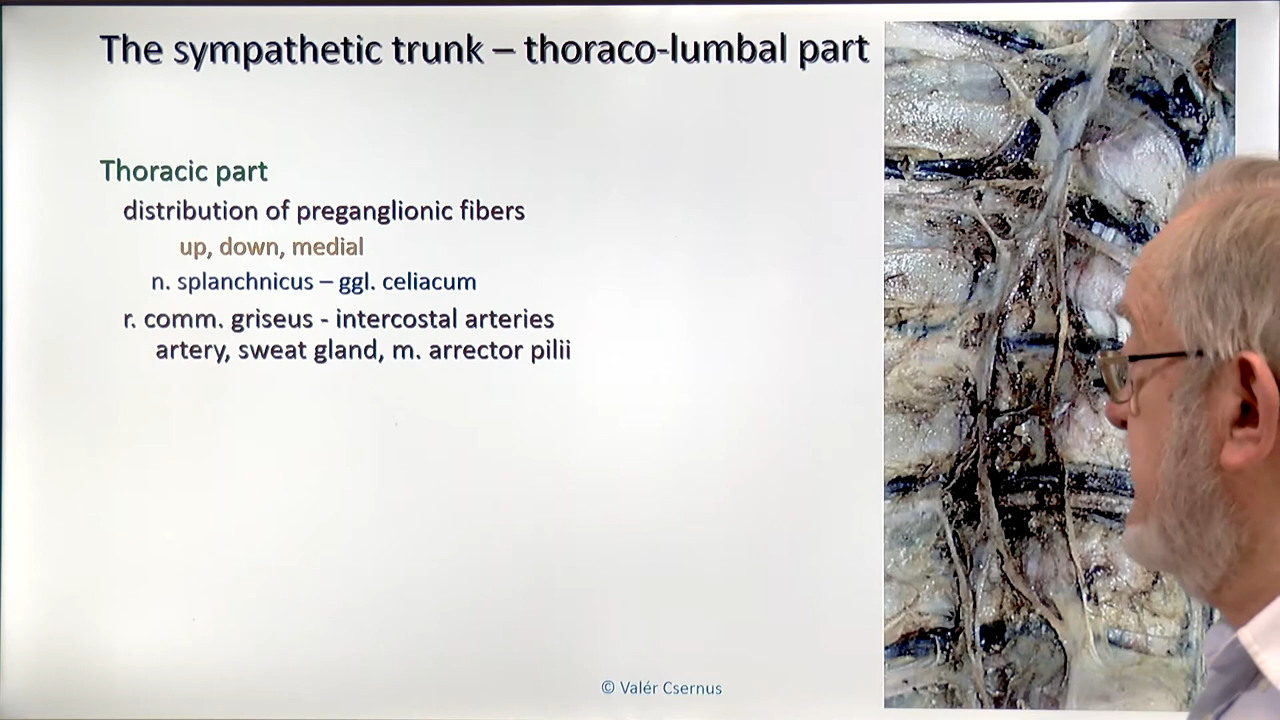 The sympathetic trunk – thoraco-lumbal part
Thoracic part
distribution of preganglionic fibers
up, down, medial
n. splanchnicus – ggl. celiacum
r. comm. griseus - intercostal arteries
artery, sweat gland, m. arrector pilii
© Valér Csernus